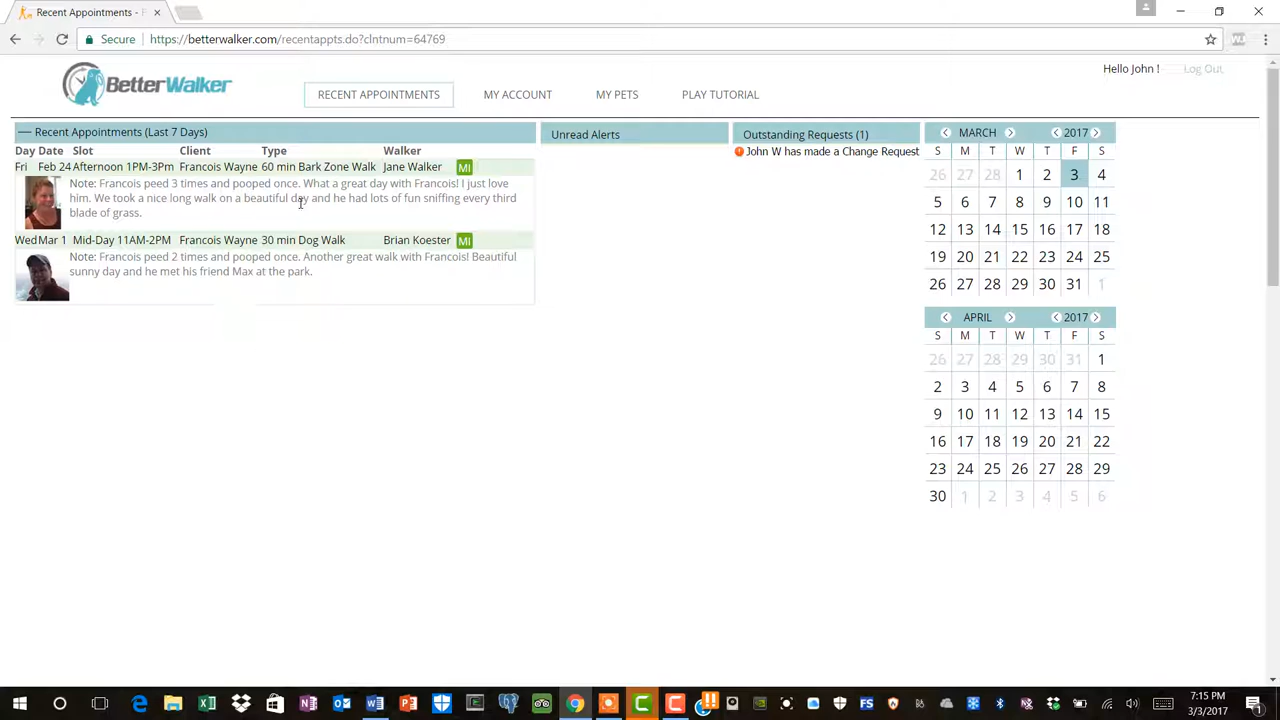 Recent Appointments - F
Secure
https://betterwalker.com/recentappts.do?clntnum=64769
Hello John !
Log Out
BetterWalker
RECENT APPOINTMENTS
MY ACCOUNT
MY PETS
PLAY TUTORIAL
Recent Appointments (Last 7 Days)
Day Date Slot Client Type Walker
Fri Feb 24 Afternoon 1PM-3Pm Francois Wayne 60 min Bark Zone Walk Jane Walker MI
Note: Francois peed 3 times and pooped once. What a great day with Francois! I just love
him. We took a nice long walk on a beautiful day and he had lots of fun sniffing every third
blade of grass.
Wed Mar 1 Mid-Day 11AM-2PM Francois Wayne 30 min Dog Walk Brian Koester MI
Note: Francois peed 2 times and pooped once. Another great walk with Francois! Beautiful
sunny day and he met his friend Max at the park.
Unread Alerts
Outstanding Requests (1)
John W has made a Change Request
MARCH 2017
S M T W T F S
26 27 28 1 2 3 4
5 6 7 8 9 10 11
12 13 14 15 16 17 18
19 20 21 22 23 24 25
26 27 28 29 30 31 1
APRIL 2017
S M T W T F S
26 27 28 29 30 31 1
2 3 4 5 6 7 8
9 10 11 12 13 14 15
16 17 18 19 20 21 22
23 24 25 26 27 28 29
30 1 2 3 4 5 6
7:15 PM
3/3/2017